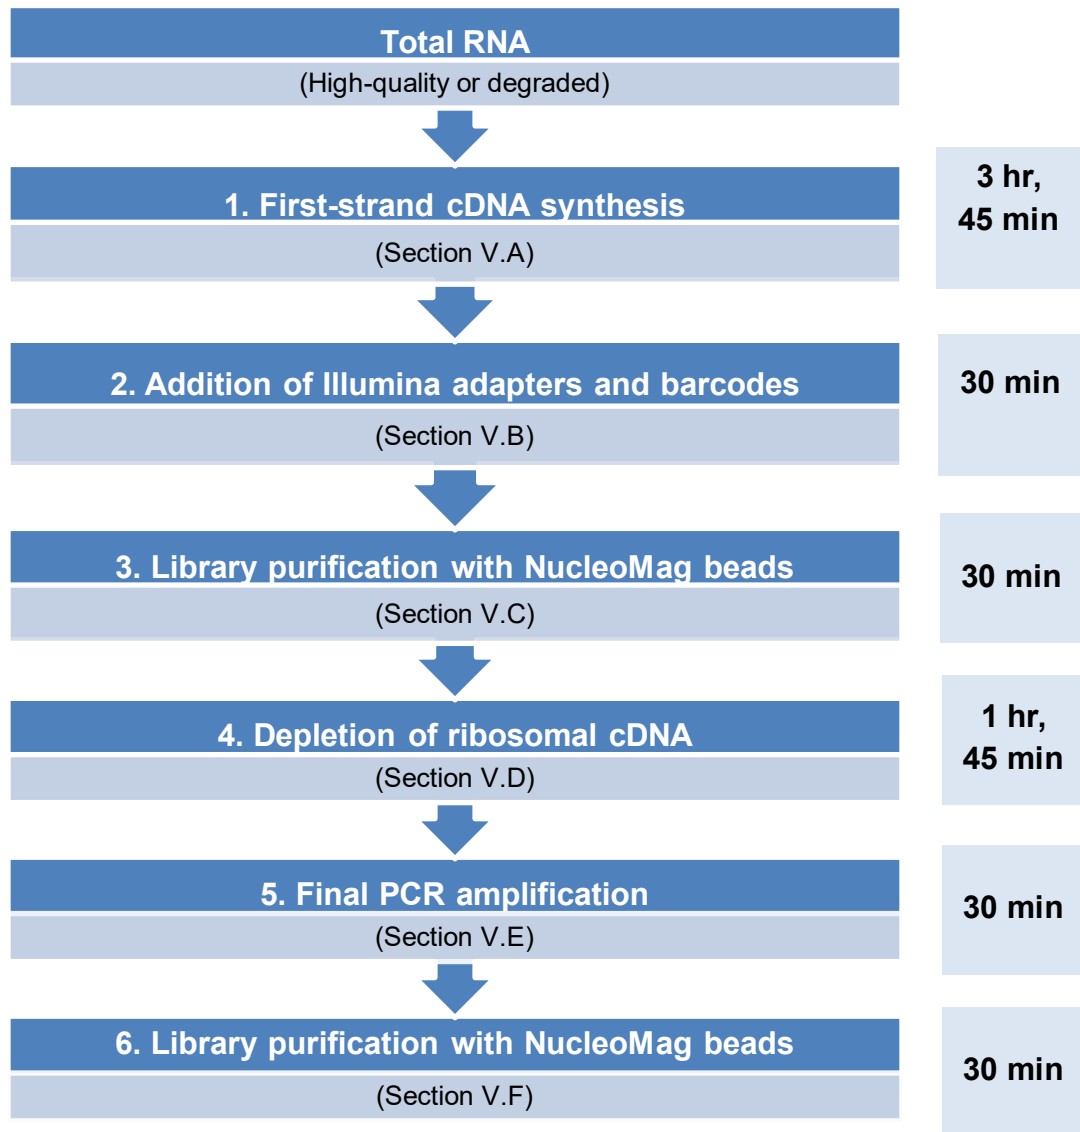 Total RNA
(High-quality or degraded)
1. First-strand cDNA synthesis
(Section V.A)
3 hr,
45 min
2. Addition of Illumina adapters and barcodes
(Section V.B)
30 min
3. Library purification with NucleoMag beads
(Section V.C)
30 min
4. Depletion of ribosomal cDNA
(Section V.D)
1 hr,
45 min
5. Final PCR amplification
(Section V.E)
30 min
6. Library purification with NucleoMag beads
(Section V.F)
30 min